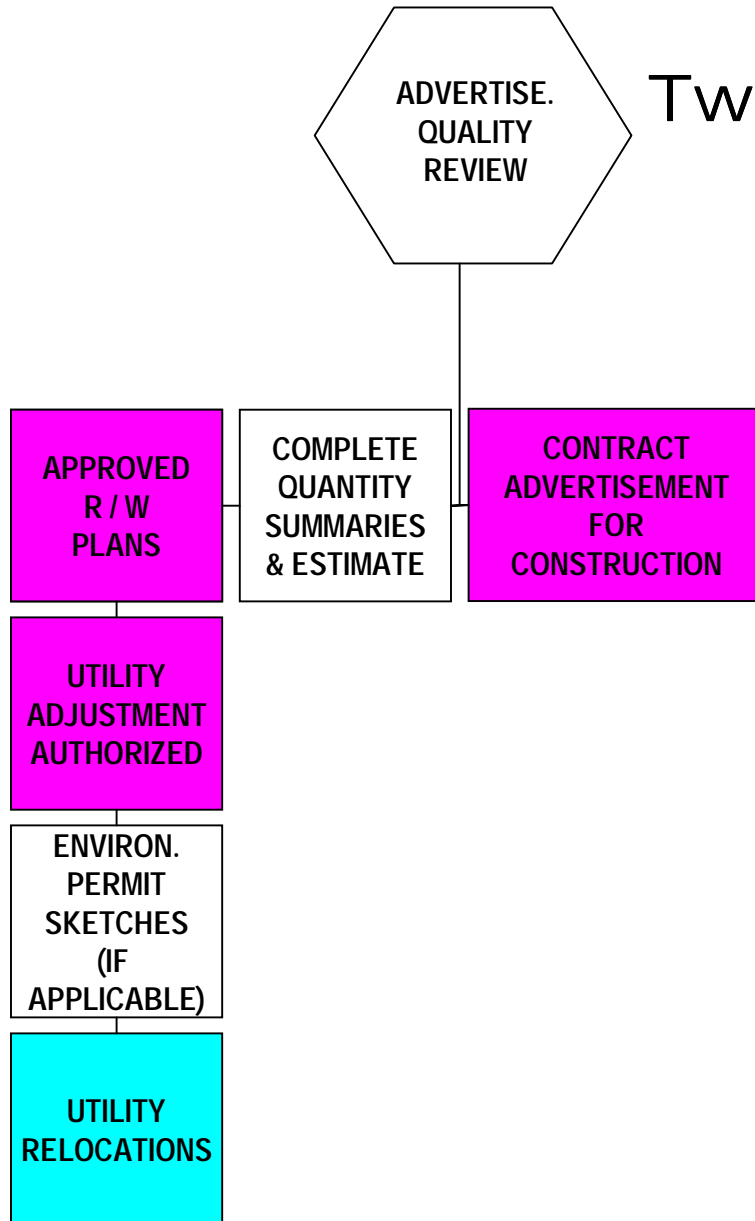 ADVERTISE.
QUALITY
REVIEW
Tw
APPROVED
R / W
PLANS
COMPLETE
QUANTITY
SUMMARIES
& ESTIMATE
CONTRACT
ADVERTISEMENT
FOR
CONSTRUCTION
UTILITY
ADJUSTMENT
AUTHORIZED
ENVIRON.
PERMIT
SKETCHES
(IF
APPLICABLE)
UTILITY
RELOCATIONS